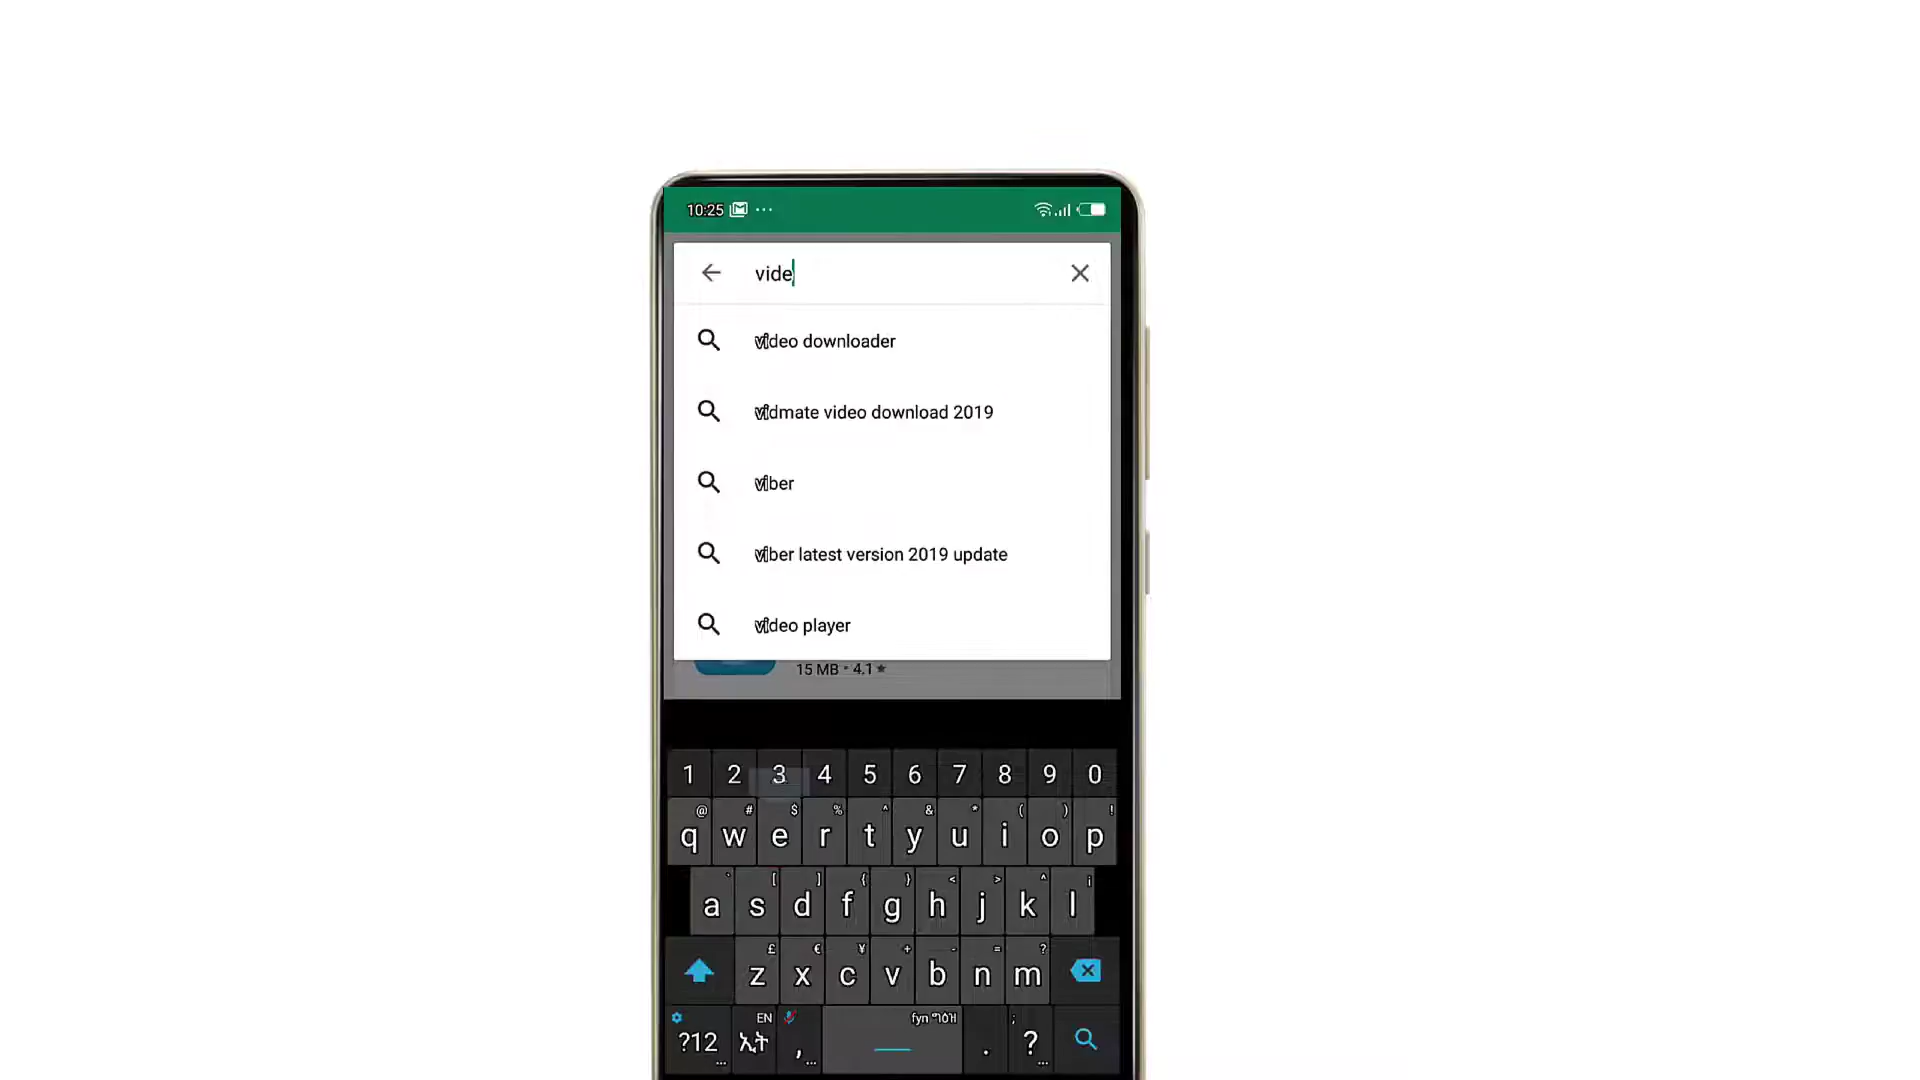 10:25 ...
vide
video downloader
vidmate video download 2019
viber
viber latest version 2019 update
video player
15 MB · 4.1 ★
1 2 3 4 5 6 7 8 9 0
@ # $ % ^ & * ( ) !
q w e r t y u i o p
[ ] { } < > ^ ¡
a s d f g h j k l
£ € ¥ + - = ?
z x c v b n m
EN ;
?12 ኢት , . ?